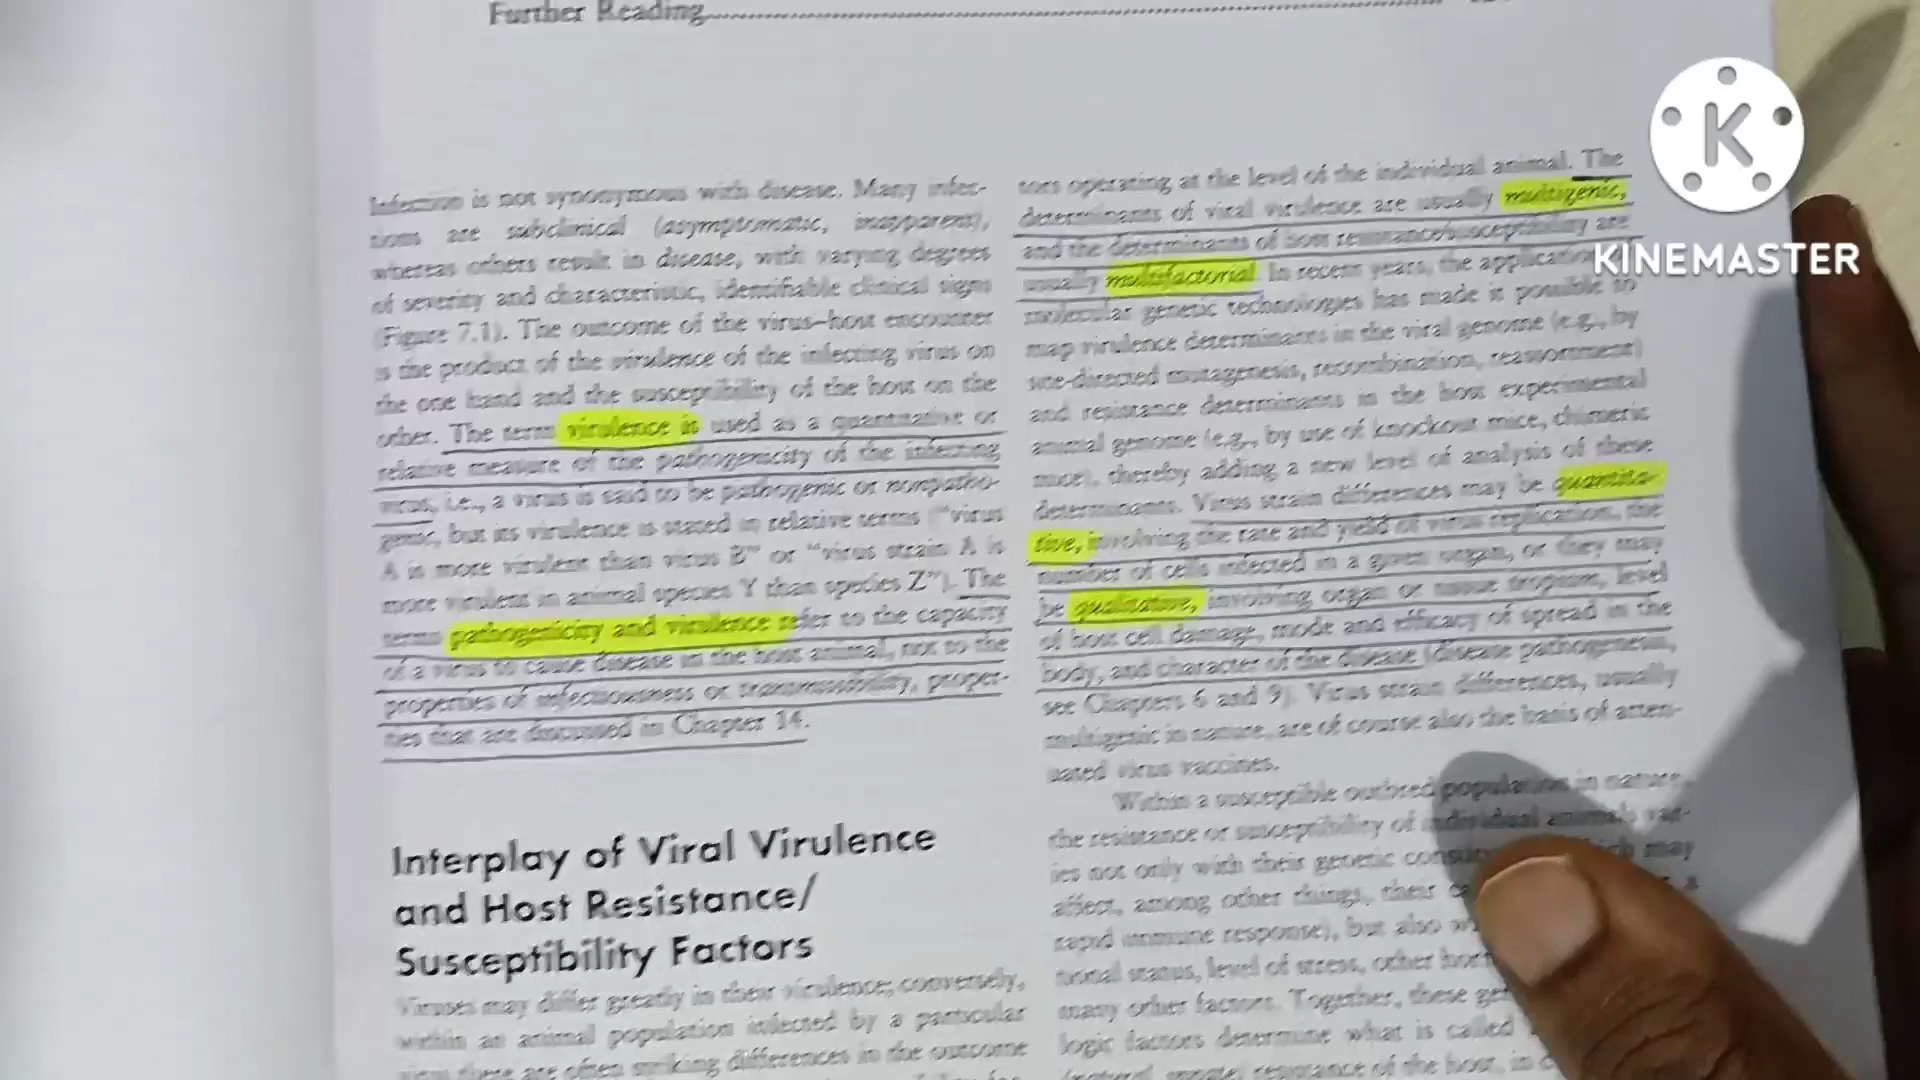 Further Reading
KINEMASTER
Infection is not synonymous with disease. Many infec-
tions are subclinical (asymptomatic, inapparent),
whereas others result in disease, with varying degrees
of severity and characteristic, identifiable clinical signs
(Figure 7.1). The outcome of the virus–host encounter
is the product of the virulence of the infecting virus on
the one hand and the susceptibility of the host on the
other. The term virulence is used as a quantitative or
relative measure of the pathogenicity of the infecting
virus, i.e., a virus is said to be pathogenic or nonpatho-
genic, but its virulence is stated in relative terms ("virus
A is more virulent than virus B" or "virus strain A is
more virulent in animal species Y than species Z"). The
terms pathogenicity and virulence refer to the capacity
of a virus to cause disease in the host animal, not to the
properties of infectiousness or transmissibility, proper-
ties that are discussed in Chapter 14.
Interplay of Viral Virulence
and Host Resistance/
Susceptibility Factors
Viruses may differ greatly in their virulence; conversely,
within an animal population infected by a particular
virus there are often striking differences in the outcome
tors operating at the level of the individual animal. The
determinants of viral virulence are usually multigenic,
and the determinants of host resistance/susceptibility are
usually multifactorial. In recent years, the application
molecular genetic technologies has made it possible to
map virulence determinants in the viral genome (e.g., by
site-directed mutagenesis, recombination, reassortment)
and resistance determinants in the host experimental
animal genome (e.g., by use of knockout mice, chimeric
mice), thereby adding a new level of analysis of these
determinants. Virus strain differences may be quantita-
tive, involving the rate and yield of virus replication, the
number of cells infected in a given organ, or they may
be qualitative, involving organ or tissue tropism, level
of host cell damage, mode and efficacy of spread in the
body, and character of the disease (disease pathogenesis,
see Chapters 6 and 9). Virus strain differences, usually
multigenic in nature, are of course also the basis of atten-
uated virus vaccines.
Within a susceptible outbred population in nature,
the resistance or susceptibility of individual animals var-
ies not only with their genetic which may
affect, among other things, their a
rapid immune response), but also
tional status, level of stress, other
many other factors. Together, these
logic factors determine what is called
resistance of the host, in